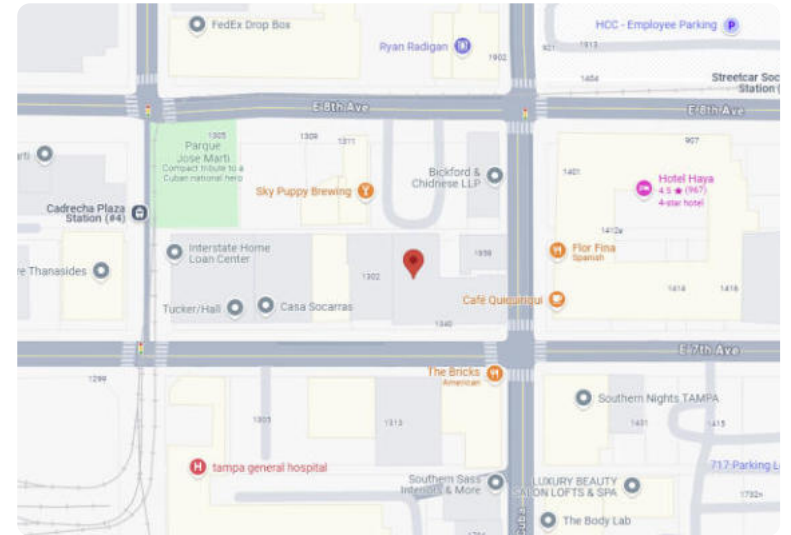 FedEx Drop Box
HCC - Employee Parking
P
Ryan Radigan
1902
921
1913
1404
Streetcar Soc
Station (
E 8th Ave
E 8th Ave
1305
1309
1311
907
Parque
Jose Marti
Compact tribute to a
Cuban national hero
Bickford &
Chidnese LLP
1401
Hotel Haya
4.5 ★ (967)
4-star hotel
Sky Puppy Brewing
Cadrecha Plaza
Station (#4)
1412a
Interstate Home
Loan Center
Flor Fina
Spanish
e Thanasides
1302
1414
1416
Café Quiquiriqui
Tucker/Hall
Casa Socarras
1340
E 7th Ave
The Bricks
American
1299
Southern Nights TAMPA
1303
1313
1401
1415
H
tampa general hospital
717 Parking L
Southern Sass
Interiors & More
LUXURY BEAUTY
SALON LOFTS & SPA
The Body Lab